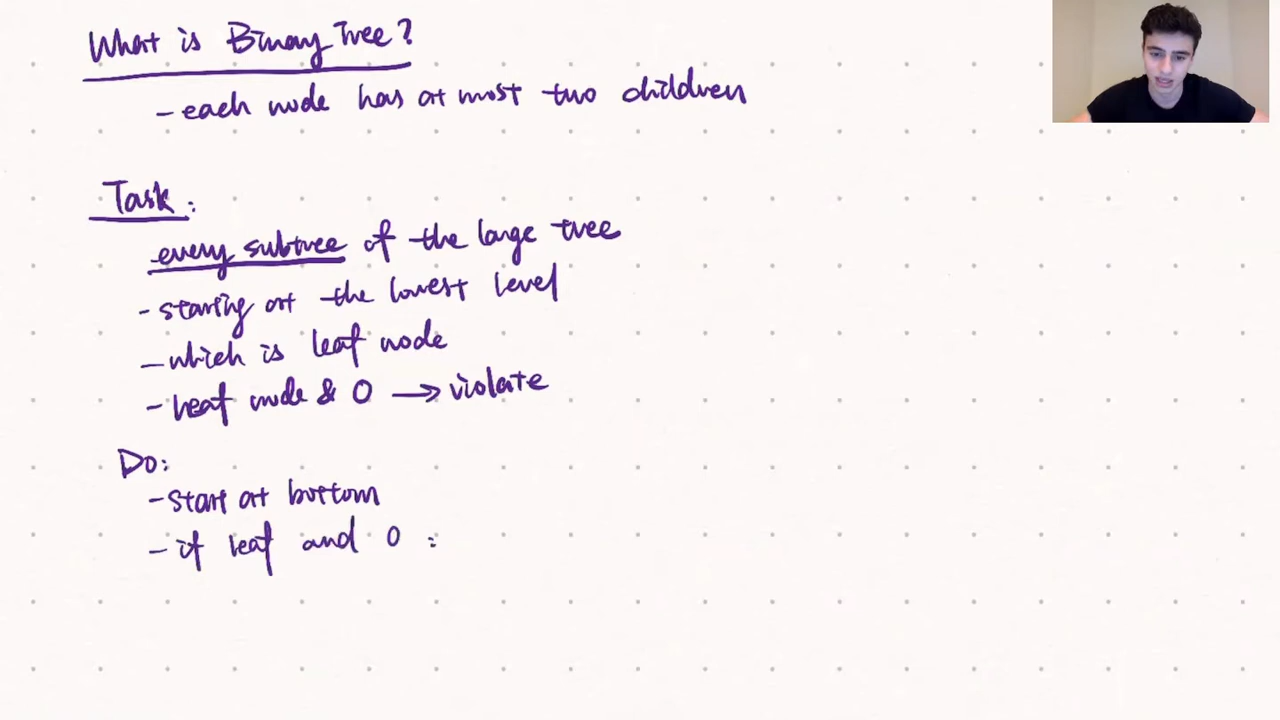 What is Binary Tree?
- each node has at most two children
Task:
every subtree of the large tree
- starting at the lowest level
- which is leaf node
- leaf node & 0 → violate
Do:
- start at bottom
- if leaf and 0 :